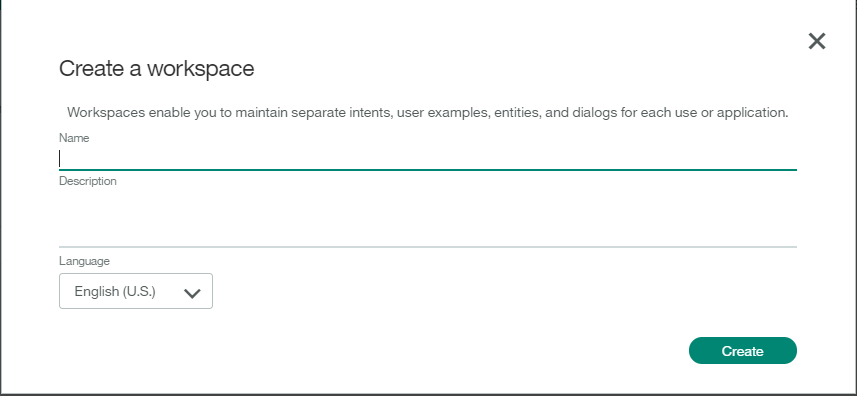 Create a workspace
Workspaces enable you to maintain separate intents, user examples, entities, and dialogs for each use or application.
Name
Description
Language
English (U.S.)
Create